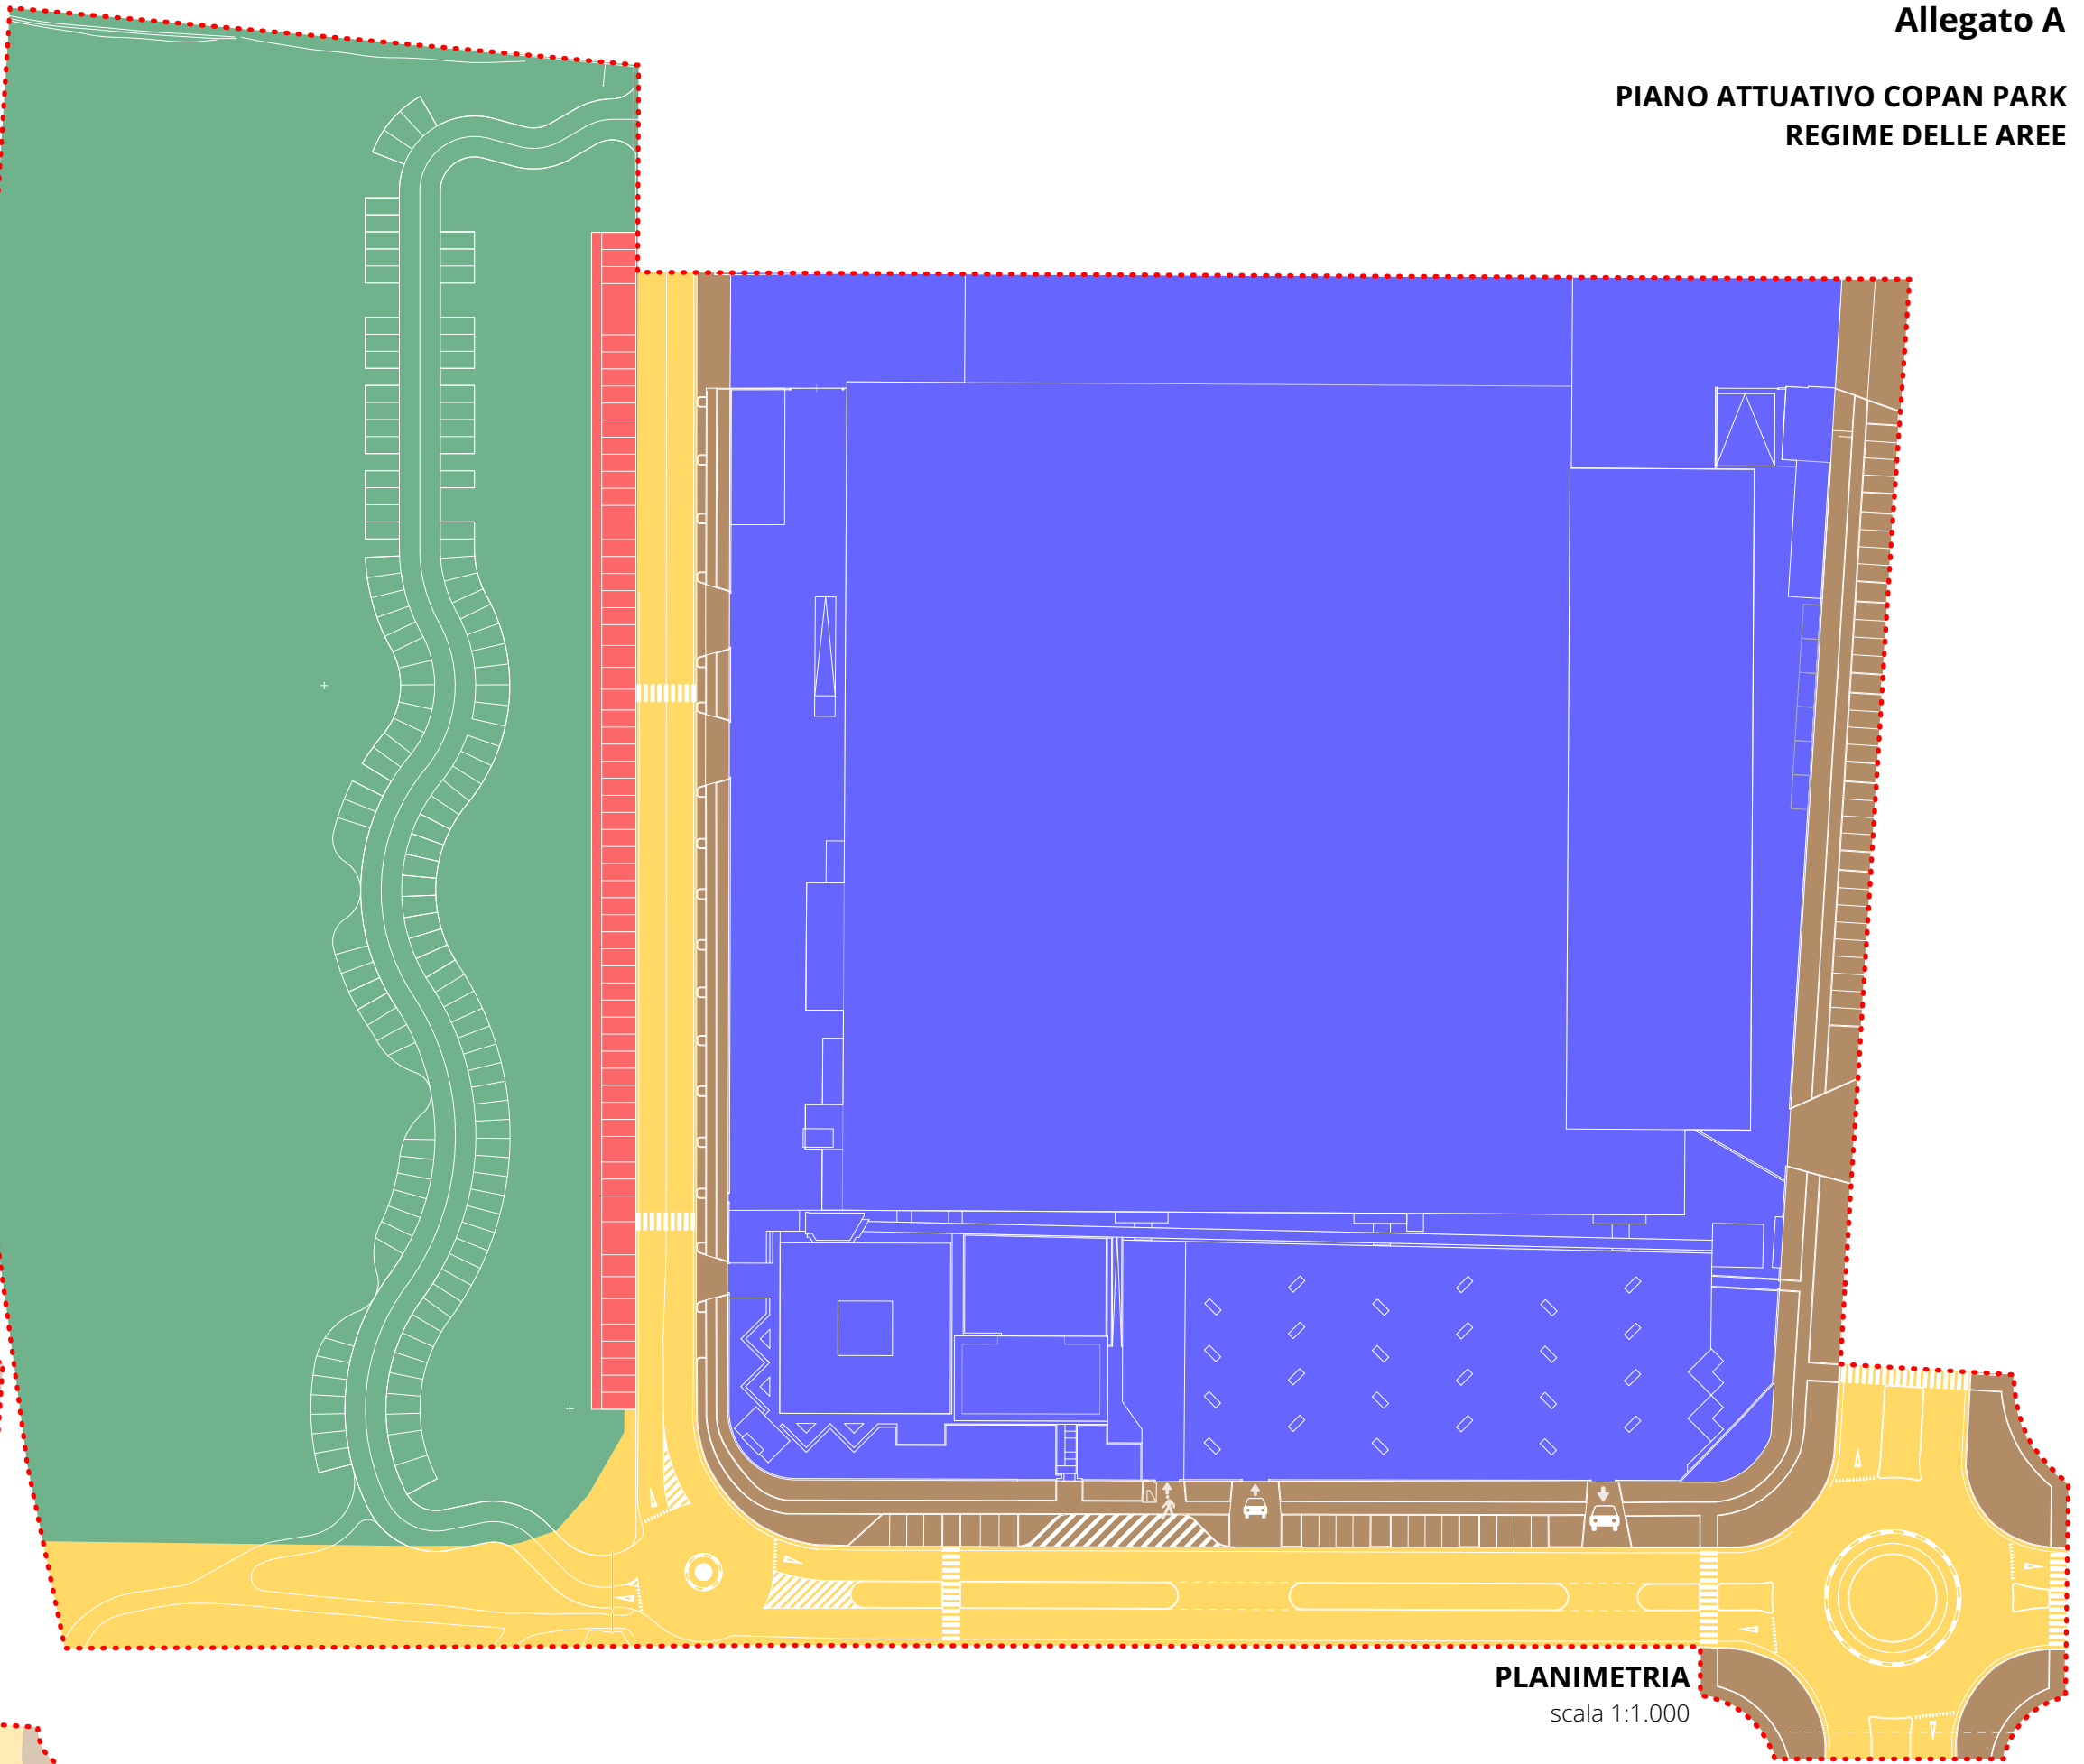 Allegato A
PIANO ATTUATIVO COPAN PARK
REGIME DELLE AREE
PLANIMETRIA
scala 1:1.000